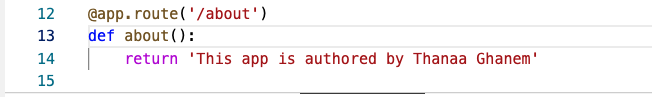 12 @app.route('/about')
13 def about():
14     return 'This app is authored by Thanaa Ghanem'
15